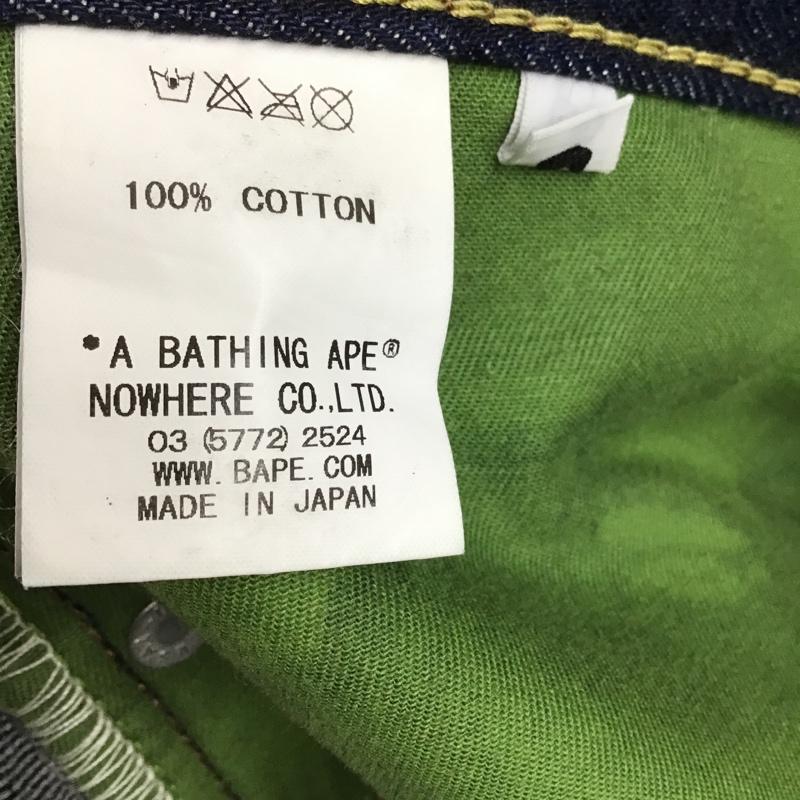 100% COTTON
*A BATHING APE®
NOWHERE CO.,LTD.
03 (5772) 2524
WWW. BAPE. COM
MADE IN JAPAN